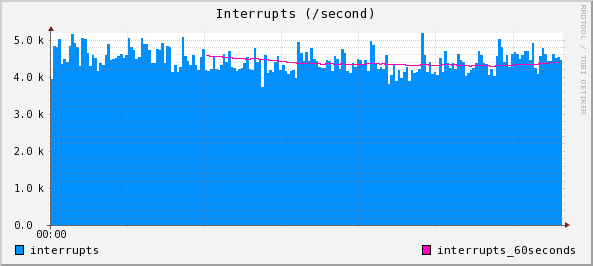 Interrupts (/second)
RRDTOOL / TOBI OETIKER
5.0 k
4.0 k
3.0 k
2.0 k
1.0 k
0.0
00:00
interrupts
interrupts_60seconds